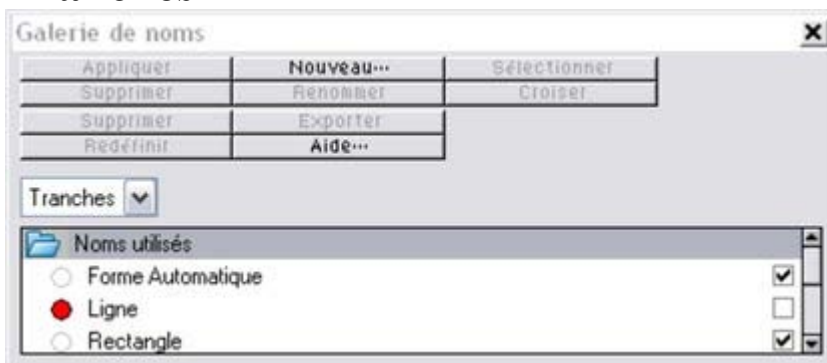 Galerie de noms
Appliquer Nouveau... Sélectionner
Supprimer Renommer Croiser
Supprimer Exporter
Redéfinir Aide...
Tranches
Noms utilisés
Forme Automatique
Ligne
Rectangle